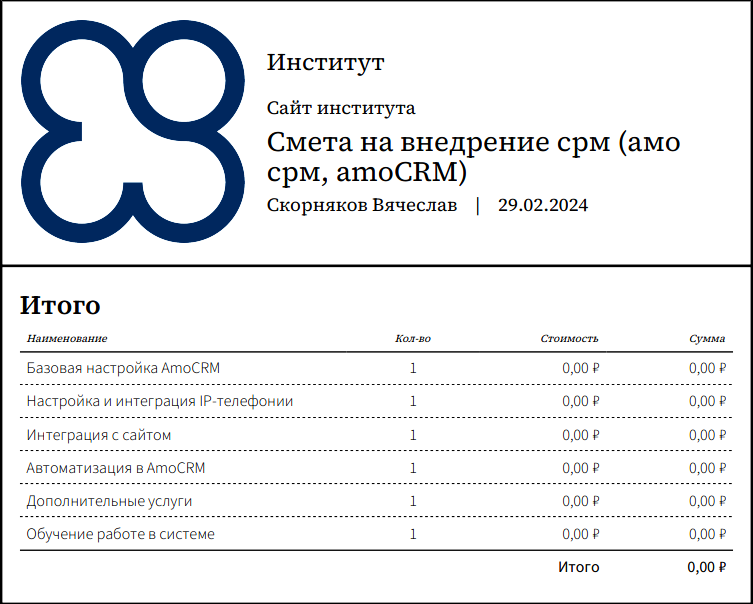 Институт
Сайт института
Смета на внедрение срм (амо
срм, amoCRM)
Скорняков Вячеслав | 29.02.2024
Итого
Наименование Кол-во Стоимость Сумма
Базовая настройка AmoCRM 1 0,00 ₽ 0,00 ₽
Настройка и интеграция IP-телефонии 1 0,00 ₽ 0,00 ₽
Интеграция с сайтом 1 0,00 ₽ 0,00 ₽
Автоматизация в AmoCRM 1 0,00 ₽ 0,00 ₽
Дополнительные услуги 1 0,00 ₽ 0,00 ₽
Обучение работе в системе 1 0,00 ₽ 0,00 ₽
Итого 0,00 ₽